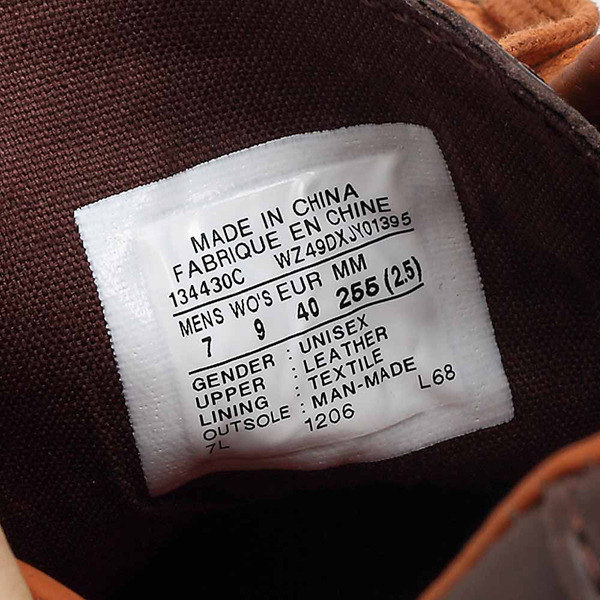 MADE IN CHINA
FABRIQUE EN CHINE
134430C WZ49DXJY01395
MENS WO'S EUR MM
7 9 40 255 (2.5)
GENDER : UNISEX
UPPER : LEATHER
LINING : TEXTILE
OUTSOLE : MAN-MADE
7L 1206 L68